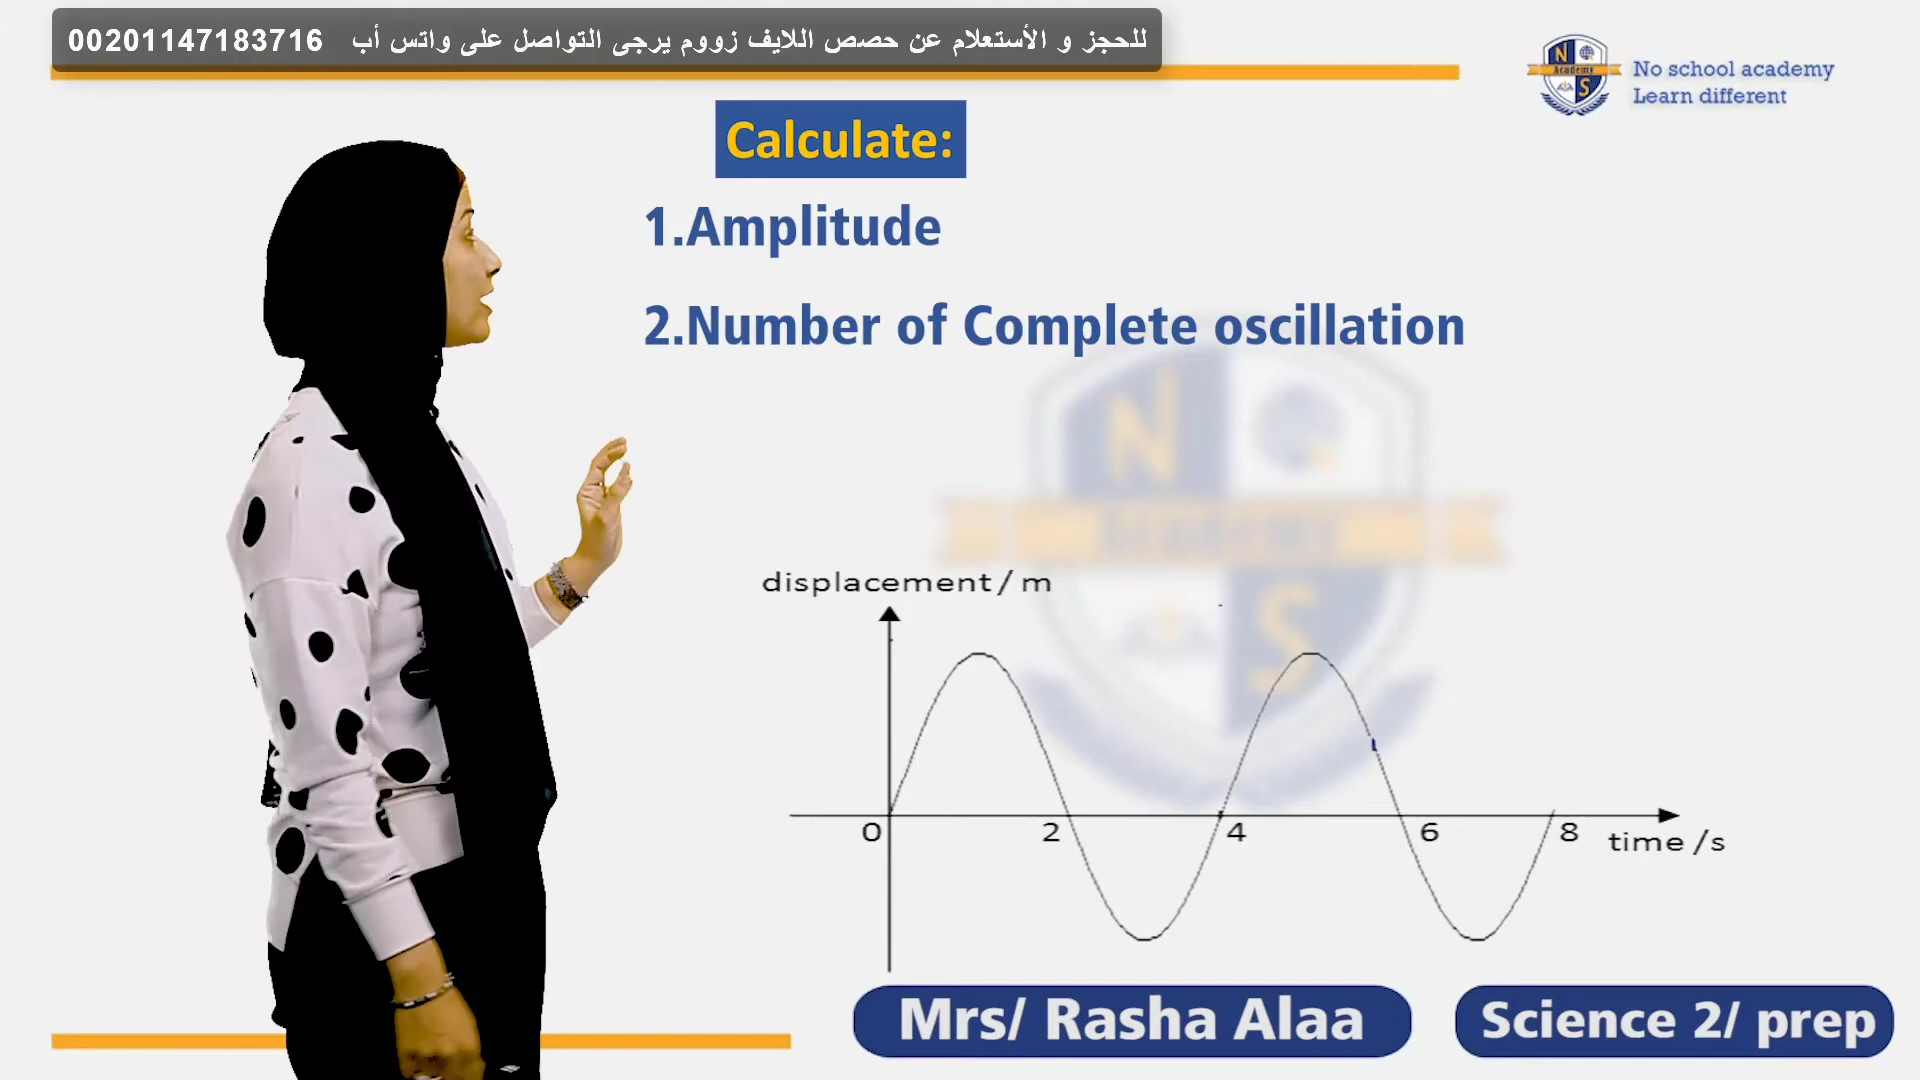 للحجز و الأستعلام عن حصص اللايف زووم يرجى التواصل على واتس أب 00201147183716
N
Academy
S
No school academy
Learn different
Calculate:
1.Amplitude
2.Number of Complete oscillation
N
Academy
S
displacement / m
0 2 4 6 8
time /s
Mrs/ Rasha Alaa
Science 2/ prep